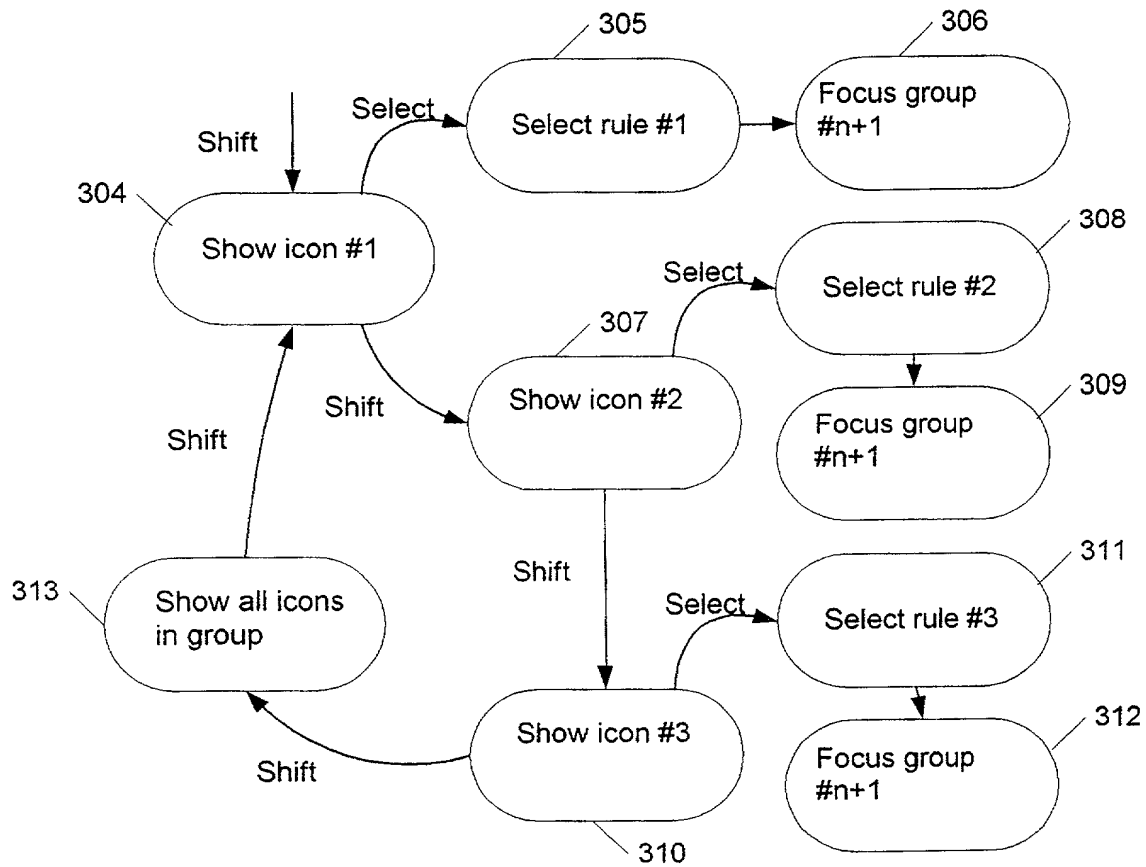 305
306
Select
Focus group
#n+1
Select rule #1
Shift
304
Show icon #1
308
Select
Select rule #2
307
Show icon #2
309
Shift
Focus group
#n+1
Shift
311
Shift
313
Show all icons
in group
Select
Select rule #3
312
Show icon #3
Focus group
#n+1
Shift
310